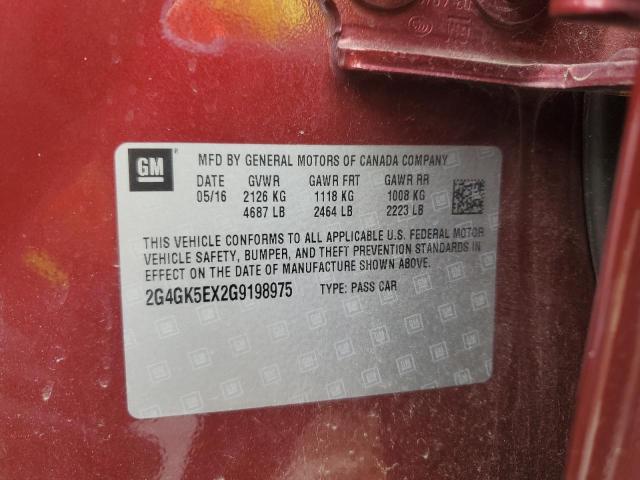 GM
MFD BY GENERAL MOTORS OF CANADA COMPANY
DATE GVWR GAWR FRT GAWR RR
05/16 2126 KG 1118 KG 1008 KG
4687 LB 2464 LB 2223 LB
THIS VEHICLE CONFORMS TO ALL APPLICABLE U.S. FEDERAL MOTOR
VEHICLE SAFETY, BUMPER, AND THEFT PREVENTION STANDARDS IN
EFFECT ON THE DATE OF MANUFACTURE SHOWN ABOVE.
2G4GK5EX2G9198975 TYPE: PASS CAR